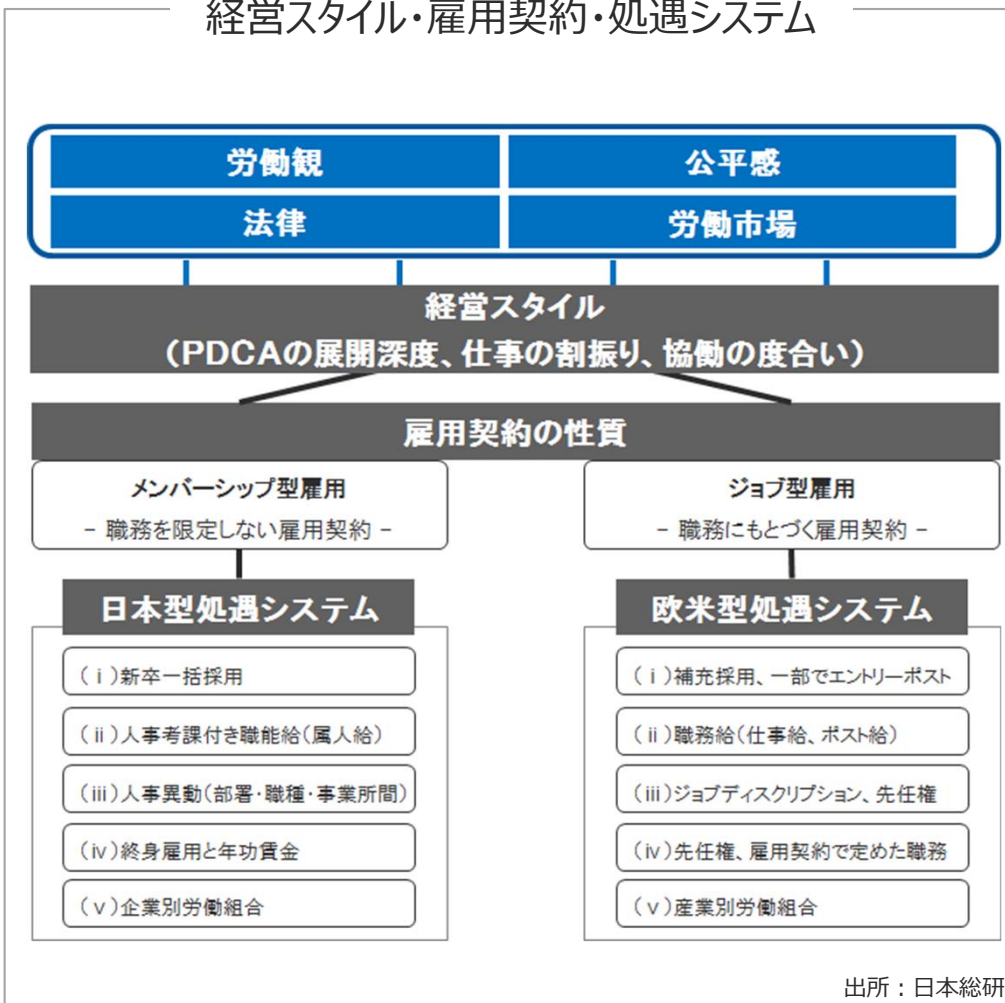 経営スタイル・雇用契約・処遇システム
労働観
公平感
法律
労働市場
経営スタイル
（PDCAの展開深度、仕事の割振り、協働の度合い）
雇用契約の性質
メンバーシップ型雇用
－ 職務を限定しない雇用契約 －
ジョブ型雇用
－ 職務にもとづく雇用契約 －
日本型処遇システム
（ⅰ）新卒一括採用
（ⅱ）人事考課付き職能給（属人給）
（ⅲ）人事異動（部署・職種・事業所間）
（ⅳ）終身雇用と年功賃金
（ⅴ）企業別労働組合
欧米型処遇システム
（ⅰ）補充採用、一部でエントリーポスト
（ⅱ）職務給（仕事給、ポスト給）
（ⅲ）ジョブディスクリプション、先任権
（ⅳ）先任権、雇用契約で定めた職務
（ⅴ）産業別労働組合
出所：日本総研